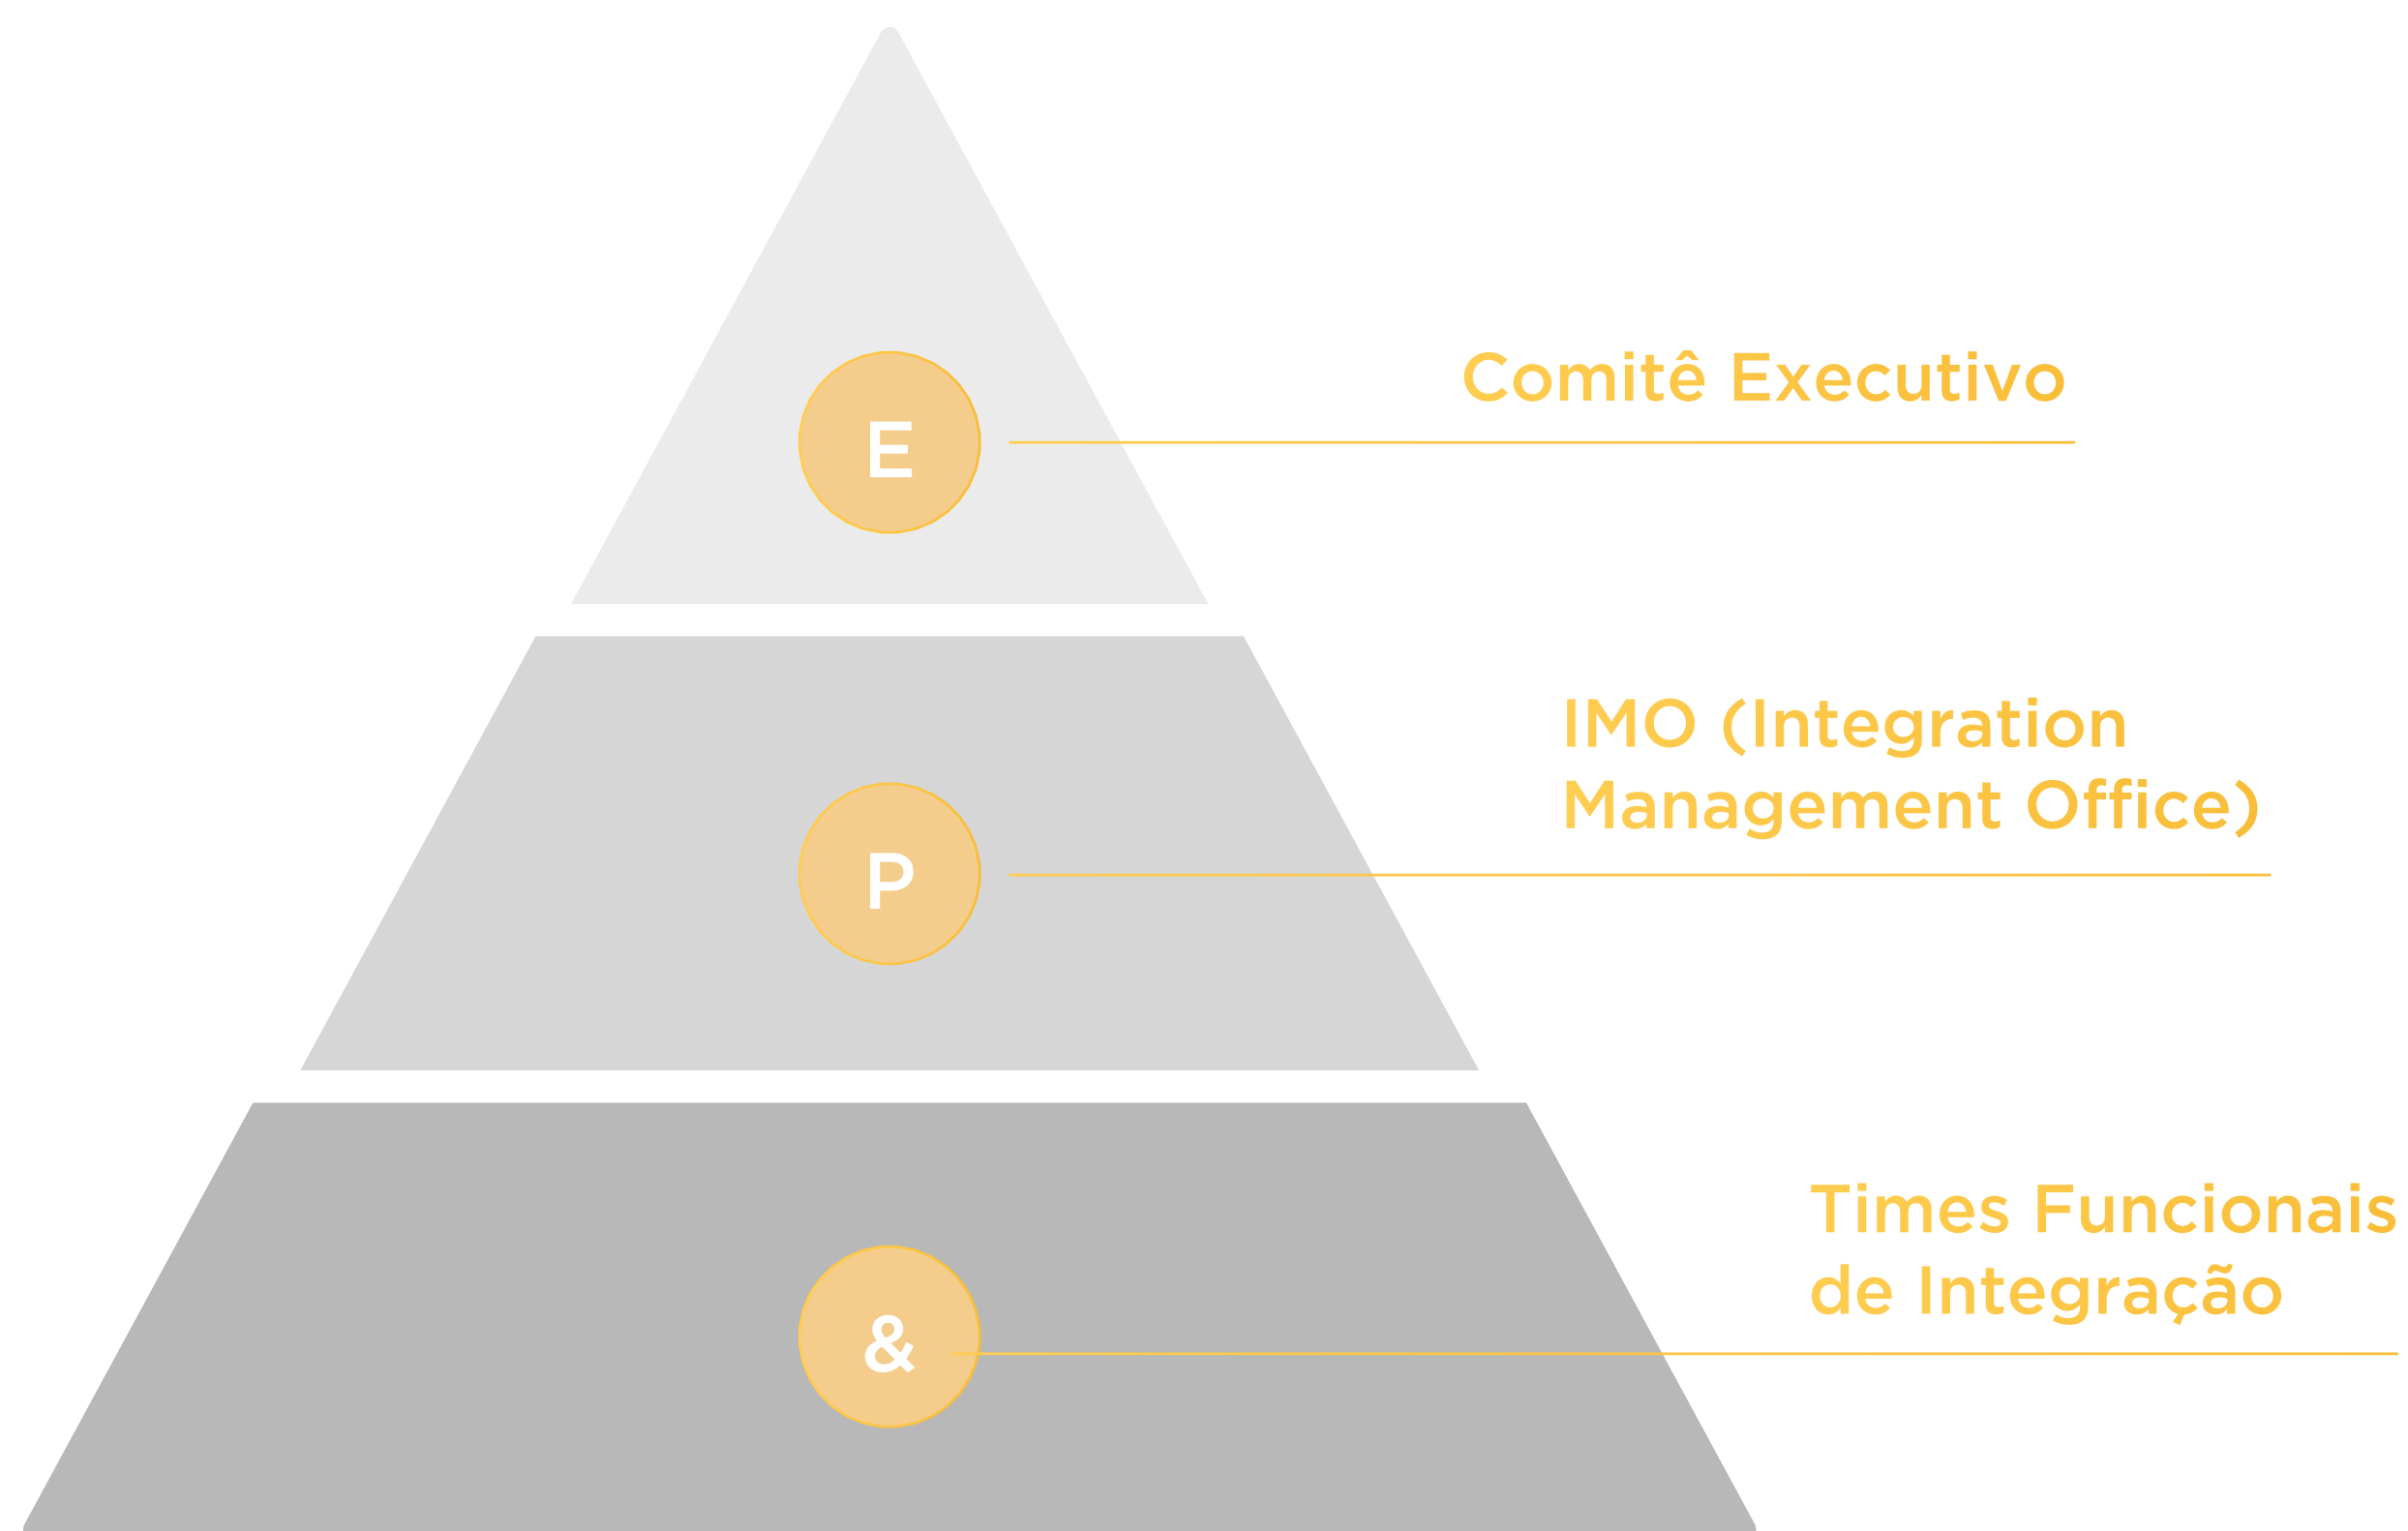 Comitê Executivo
E
IMO (Integration
Management Office)
P
Times Funcionais
de Integração
&